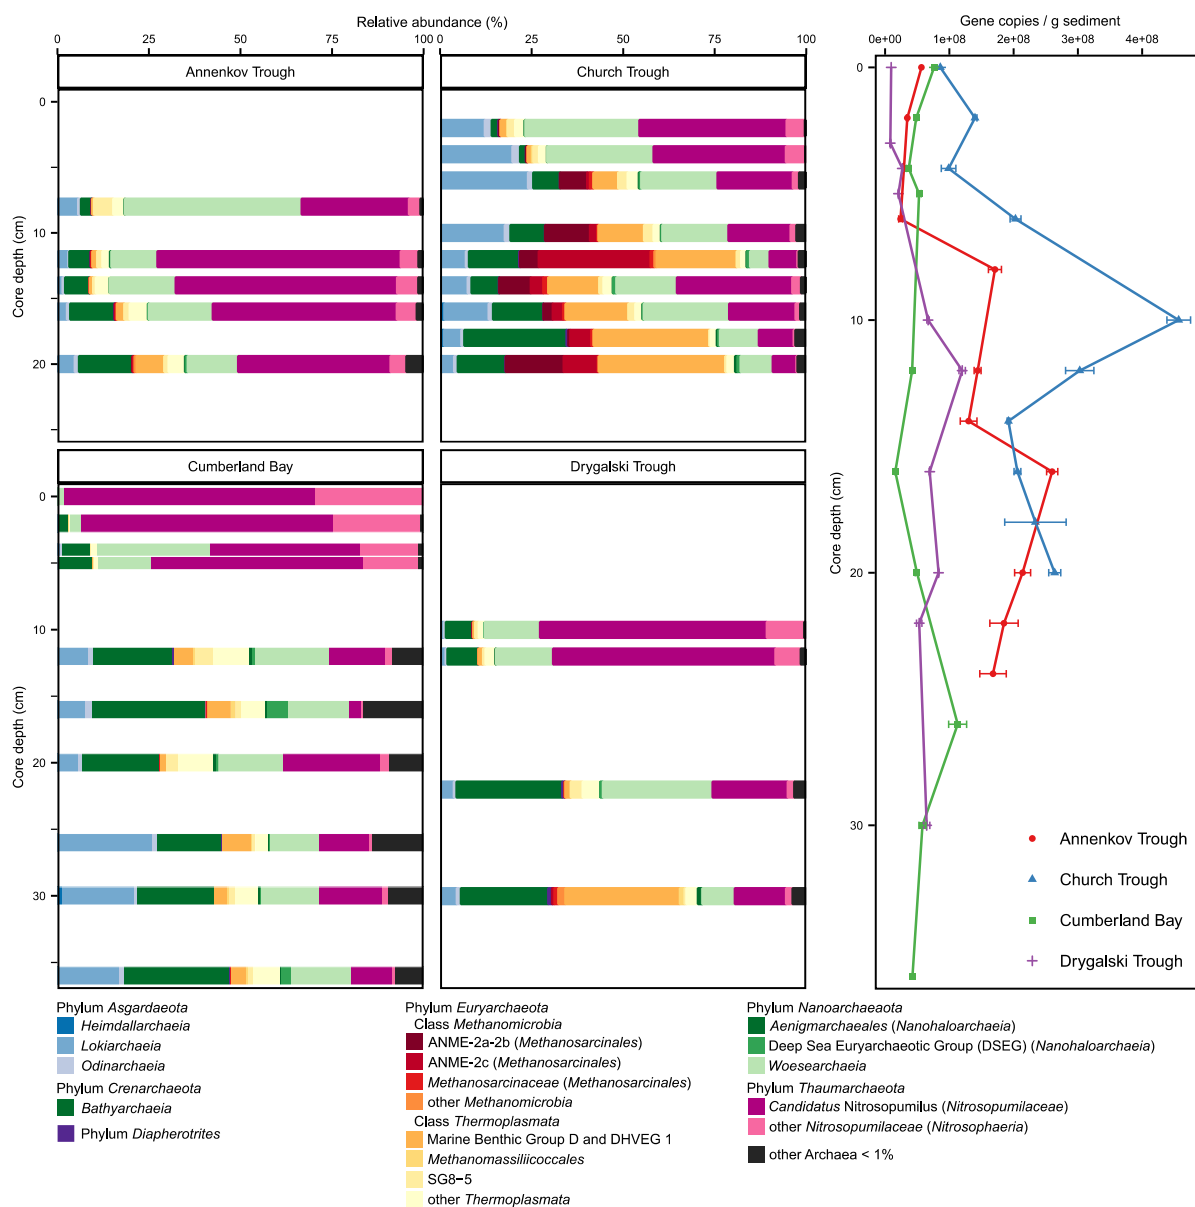 Relative abundance (%)
0 25 50 75 100
0 25 50 75 100
Annenkov Trough
Church Trough
Core depth (cm)
0
10
20
Cumberland Bay
Drygalski Trough
Core depth (cm)
0
10
20
30
Gene copies / g sediment
0e+00 1e+08 2e+08 3e+08 4e+08
Core depth (cm)
0
10
20
30
Annenkov Trough
Church Trough
Cumberland Bay
Drygalski Trough
Phylum Asgardaeota
Heimdallarchaeia
Lokiarchaeia
Odinarchaeia
Phylum Crenarchaeota
Bathyarchaeia
Phylum Diapherotrites
Phylum Euryarchaeota
Class Methanomicrobia
ANME-2a-2b (Methanosarcinales)
ANME-2c (Methanosarcinales)
Methanosarcinaceae (Methanosarcinales)
other Methanomicrobia
Class Thermoplasmata
Marine Benthic Group D and DHVEG 1
Methanomassiliicoccales
SG8−5
other Thermoplasmata
Phylum Nanoarchaeaota
Aenigmarchaeales (Nanohaloarchaeia)
Deep Sea Euryarchaeotic Group (DSEG) (Nanohaloarchaeia)
Woesearchaeia
Phylum Thaumarchaeota
Candidatus Nitrosopumilus (Nitrosopumilaceae)
other Nitrosopumilaceae (Nitrosophaeria)
other Archaea < 1%